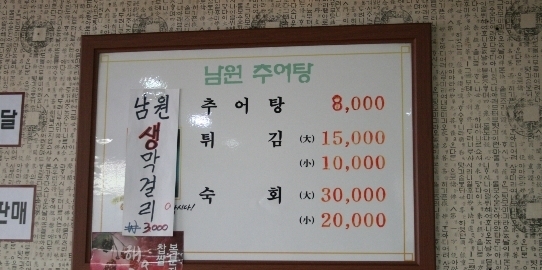 남원 추어탕
추어탕 8,000
튀김 (大) 15,000
(小) 10,000
숙회 (大) 30,000
(小) 20,000
남원
생
막
걸
리
₩ 3000
달
판매